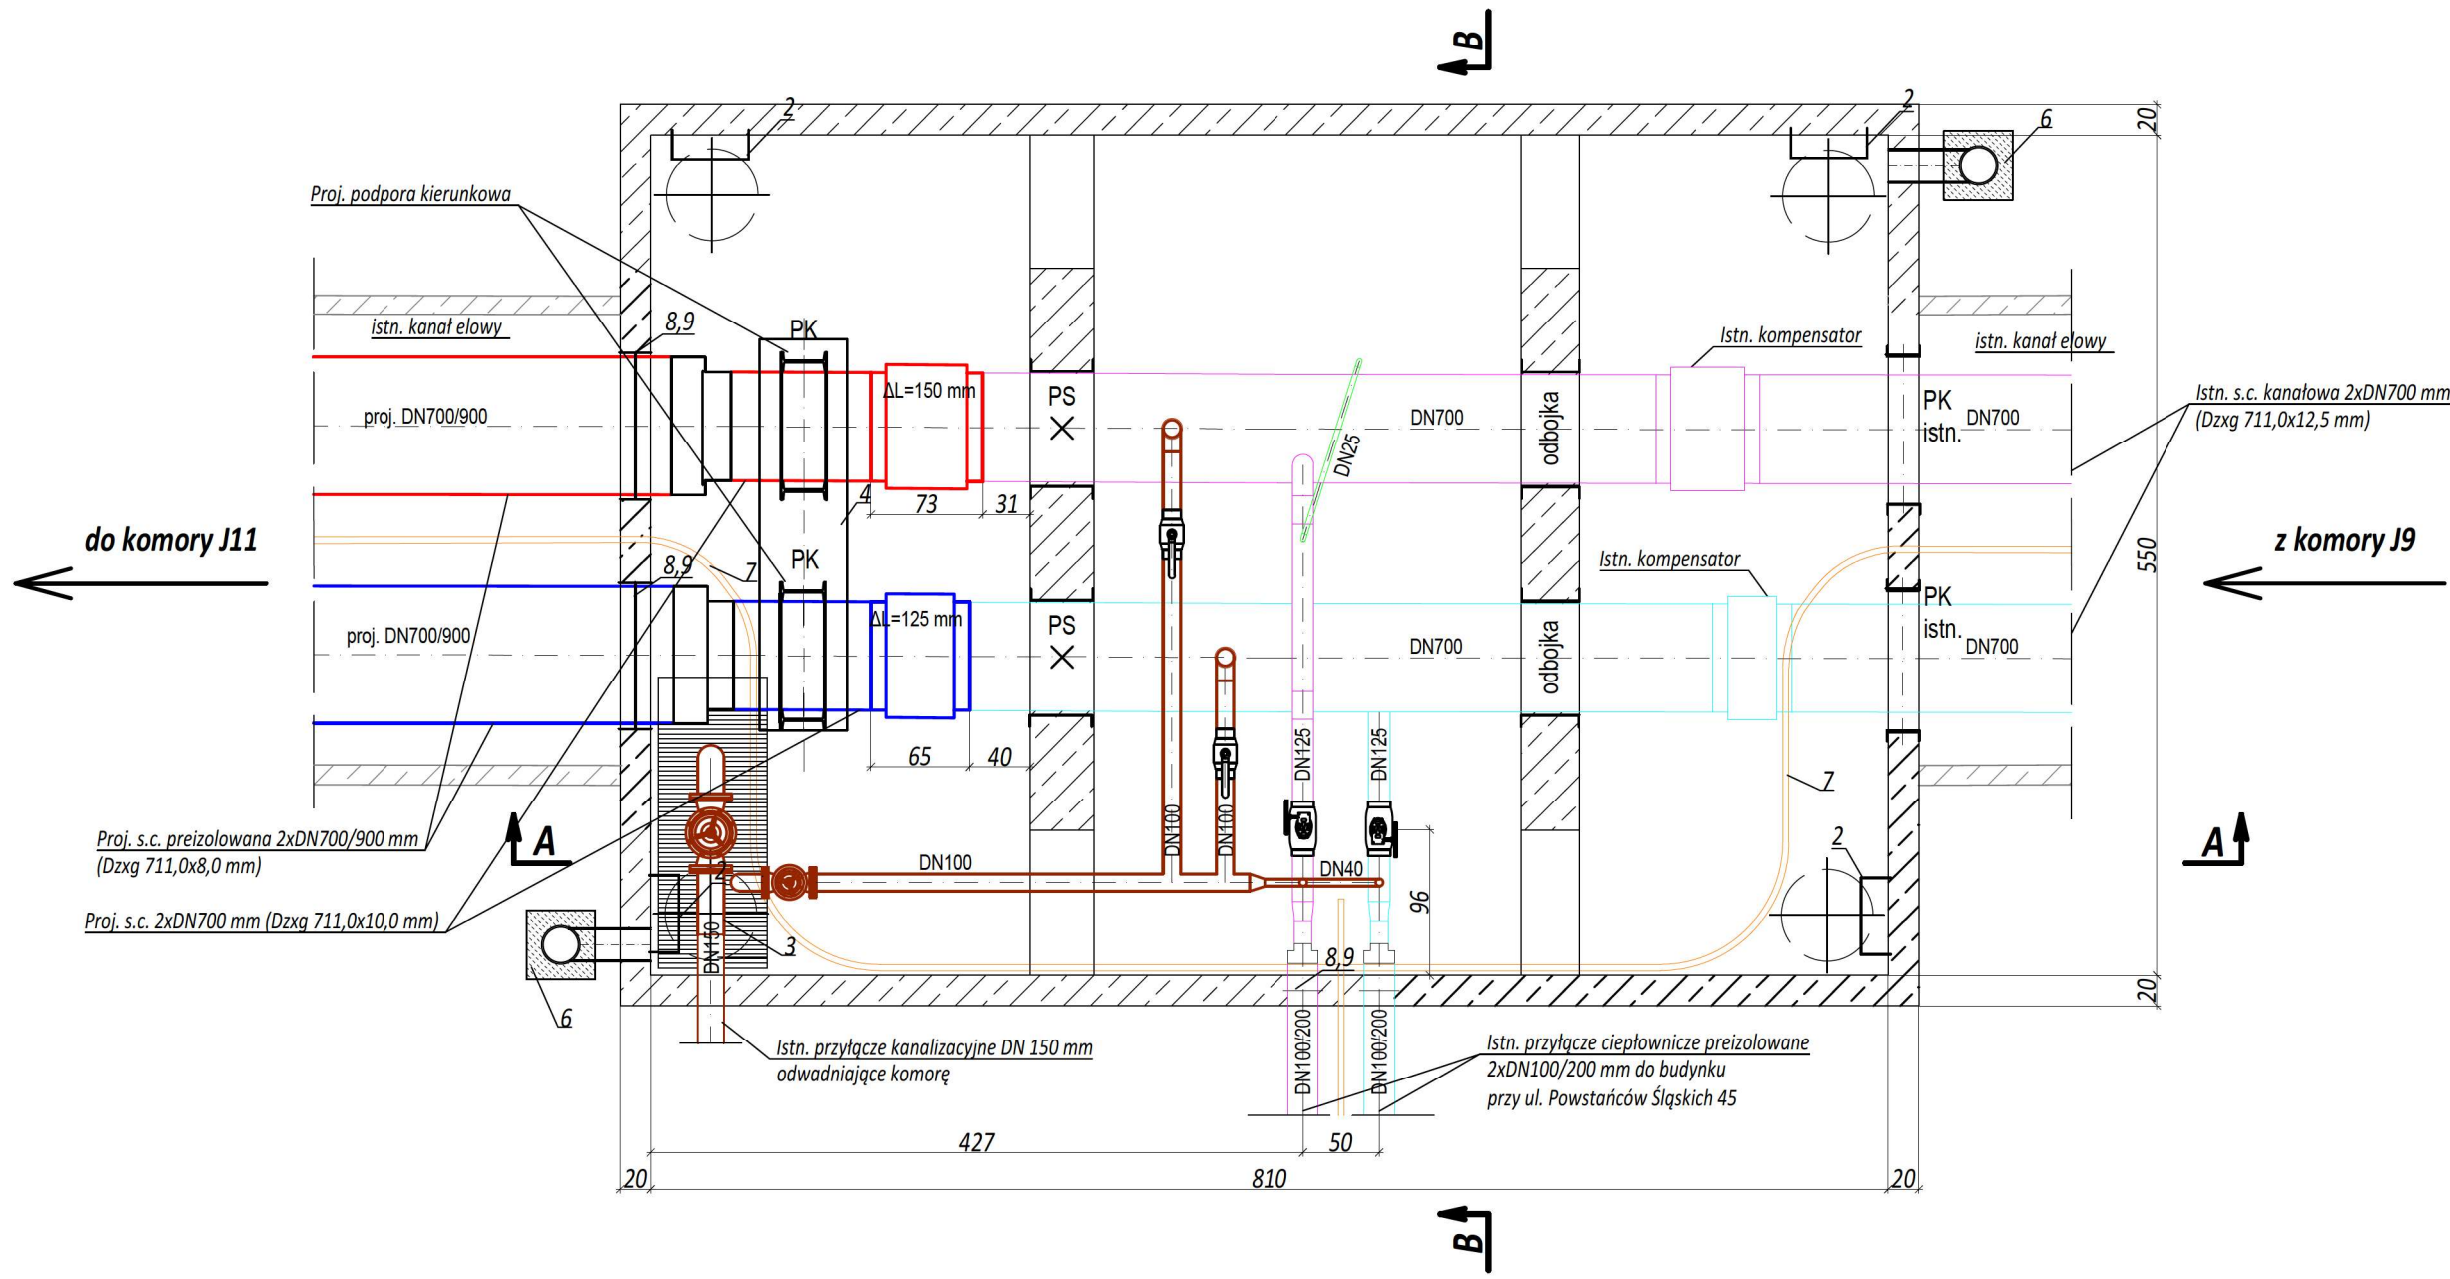 B
2
2
6
20
Proj. podpora kierunkowa
istn. kanał elowy
8,9
PK
ΔL=150 mm
PS
proj. DN700/900
4
73
31
DN25
DN700
odbojka
Istn. kompensator
PK
istn.
DN700
istn. kanał elowy
Istn. s.c. kanałowa 2xDN700 mm
(Dzxg 711,0x12,5 mm)
do komory J11
z komory J9
550
8,9
7
PK
ΔL=125 mm
PS
proj. DN700/900
65
40
DN700
odbojka
Istn. kompensator
PK
istn.
DN700
DN125
DN125
7
Proj. s.c. preizolowana 2xDN700/900 mm
(Dzxg 711,0x8,0 mm)
A
2
DN100
DN100
DN100
DN40
96
2
A
Proj. s.c. 2xDN700 mm (Dzxg 711,0x10,0 mm)
DN150
3
8,9
20
6
Istn. przyłącze kanalizacyjne DN 150 mm
odwadniające komorę
DN100/200
DN100/200
Istn. przyłącze ciepłownicze preizolowane
2xDN100/200 mm do budynku
przy ul. Powstańców Śląskich 45
427
50
20
810
20
B